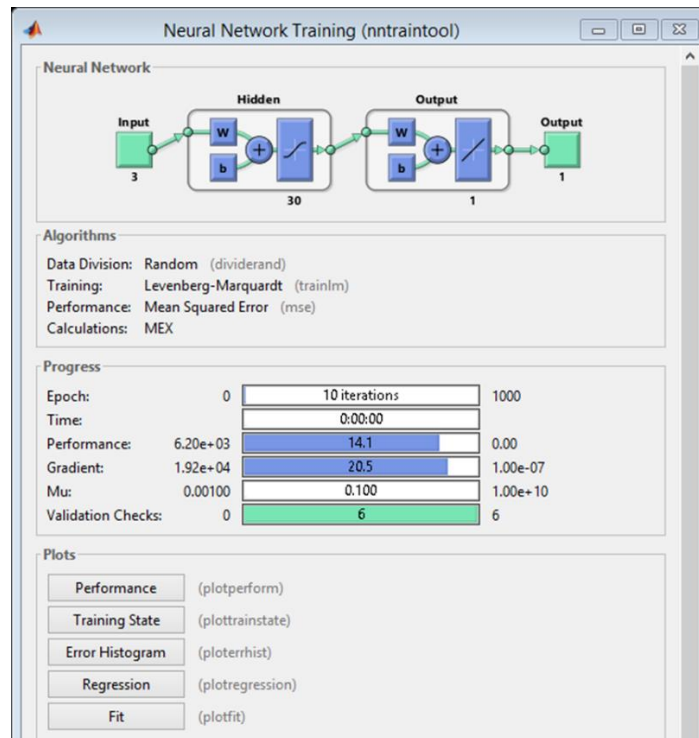 Neural Network Training (nntraintool)
Neural Network
Hidden
Output
Input
Output
W
b
+
W
b
+
3
30
1
1
Algorithms
Data Division: Random (dividerand)
Training: Levenberg-Marquardt (trainlm)
Performance: Mean Squared Error (mse)
Calculations: MEX
Progress
Epoch: 0 10 iterations 1000
Time: 0:00:00
Performance: 6.20e+03 14.1 0.00
Gradient: 1.92e+04 20.5 1.00e-07
Mu: 0.00100 0.100 1.00e+10
Validation Checks: 0 6 6
Plots
Performance (plotperform)
Training State (plottrainstate)
Error Histogram (ploterrhist)
Regression (plotregression)
Fit (plotfit)